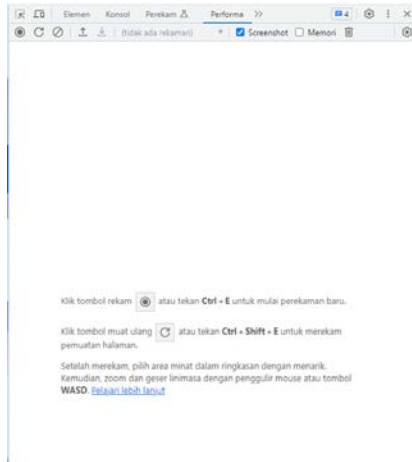 Elemen Konsol Perekam Performa >> 4
(tidak ada rekaman) Screenshot Memori
Klik tombol rekam atau tekan Ctrl + E untuk mulai perekaman baru.
Klik tombol muat ulang atau tekan Ctrl + Shift + E untuk merekam
pemuatan halaman.
Setelah merekam, pilih area minat dalam ringkasan dengan menarik.
Kemudian, zoom dan geser linimasa dengan penggulir mouse atau tombol
WASD. Pelajari lebih lanjut